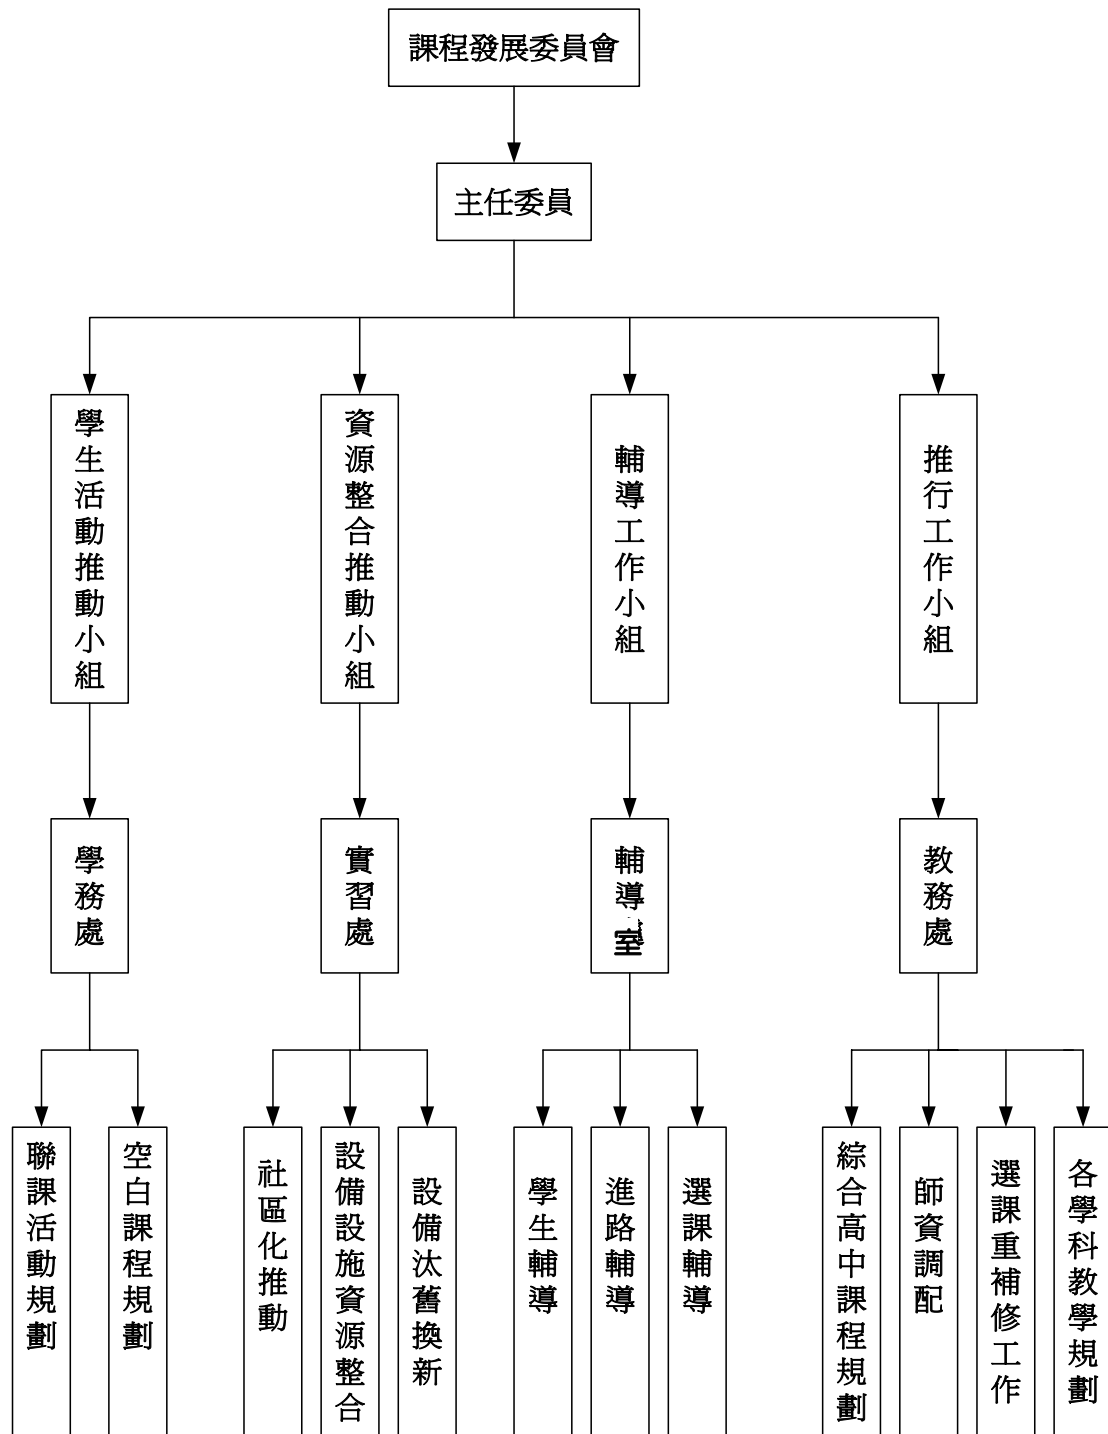 課程發展委員會
主任委員
學生活動推動小組
資源整合推動小組
輔導工作小組
推行工作小組
學務處
實習處
輔導室
教務處
聯課活動規劃
空白課程規劃
社區化推動
設備設施資源整合
設備汰舊換新
學生輔導
進路輔導
選課輔導
綜合高中課程規劃
師資調配
選課重補修工作
各學科教學規劃